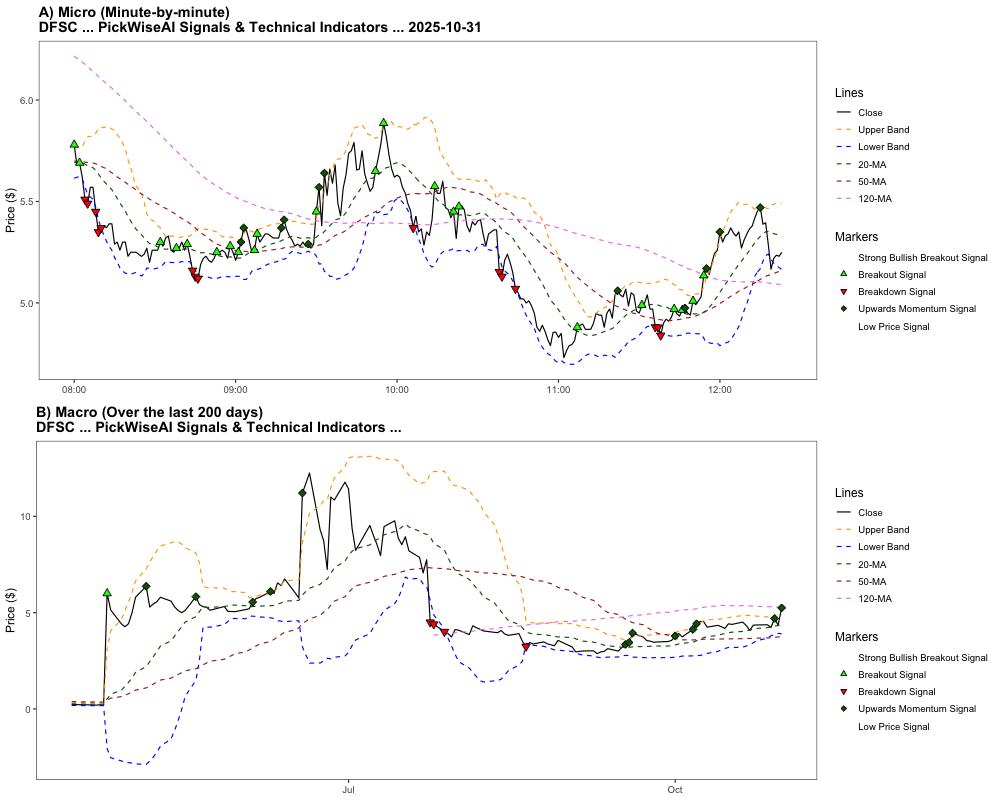 A) Micro (Minute-by-minute)
DFSC ... PickWiseAI Signals & Technical Indicators ... 2025-10-31
Price ($)
6.0
5.5
5.0
08:00
09:00
10:00
11:00
12:00
Lines
Close
Upper Band
Lower Band
20-MA
50-MA
120-MA
Markers
Strong Bullish Breakout Signal
Breakout Signal
Breakdown Signal
Upwards Momentum Signal
Low Price Signal
B) Macro (Over the last 200 days)
DFSC ... PickWiseAI Signals & Technical Indicators ...
Price ($)
10
5
0
Jul
Oct
Lines
Close
Upper Band
Lower Band
20-MA
50-MA
120-MA
Markers
Strong Bullish Breakout Signal
Breakout Signal
Breakdown Signal
Upwards Momentum Signal
Low Price Signal